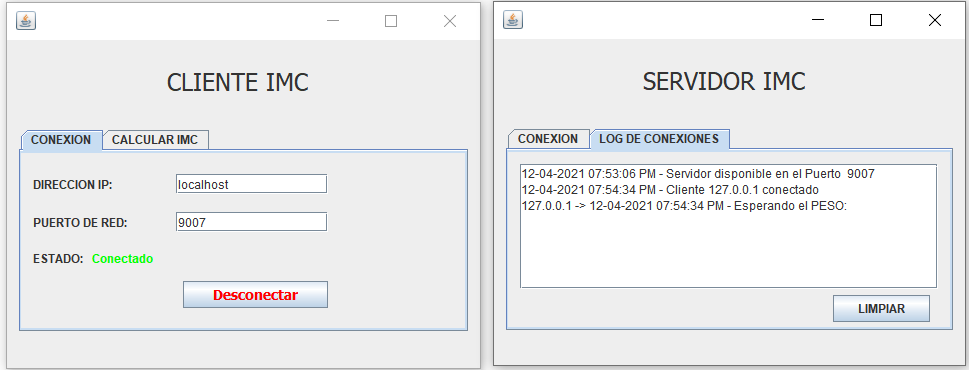 CLIENTE IMC
CONEXION CALCULAR IMC
DIRECCION IP: localhost
PUERTO DE RED: 9007
ESTADO: Conectado
Desconectar
SERVIDOR IMC
CONEXION LOG DE CONEXIONES
12-04-2021 07:53:06 PM - Servidor disponible en el Puerto  9007
12-04-2021 07:54:34 PM - Cliente 127.0.0.1 conectado
127.0.0.1 -> 12-04-2021 07:54:34 PM - Esperando el PESO:
LIMPIAR